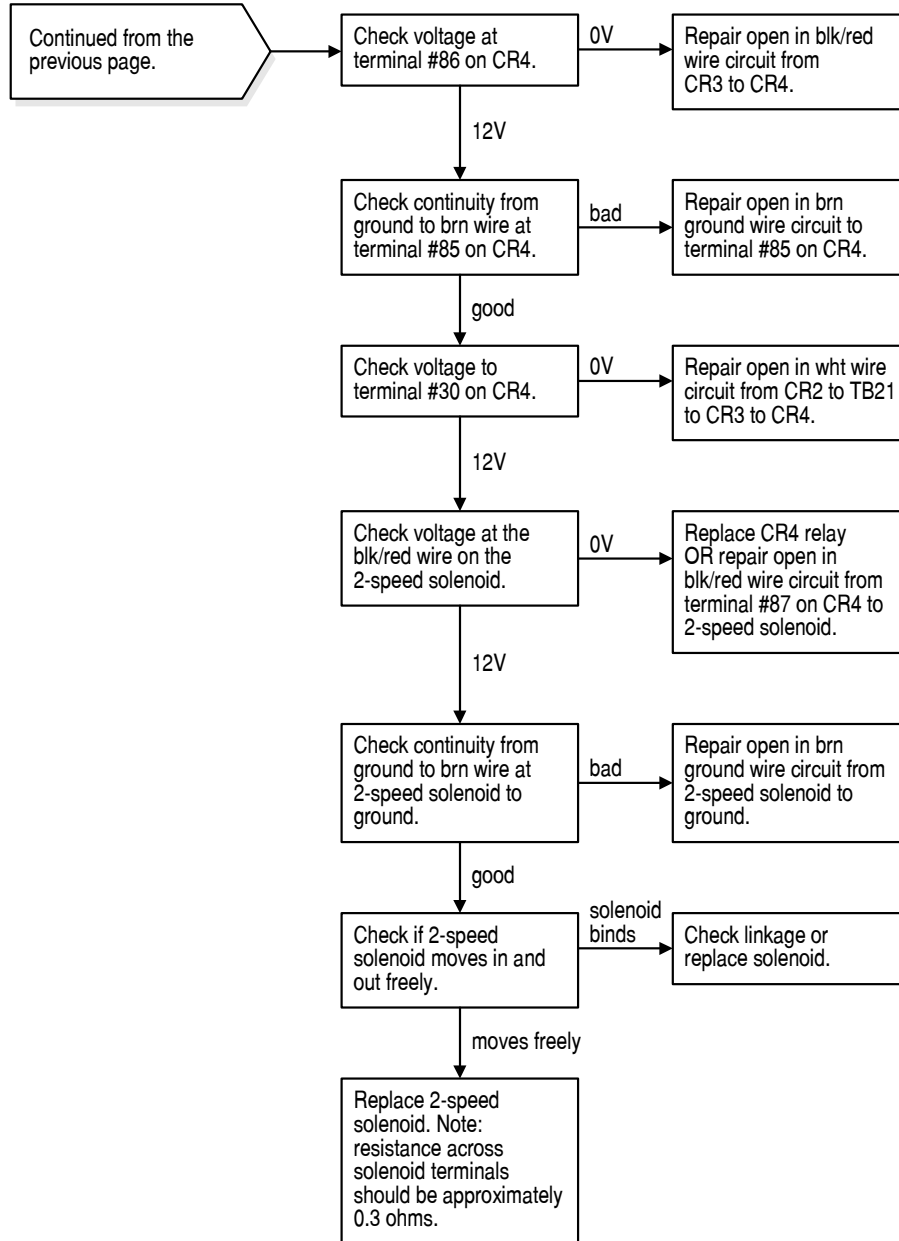 Continued from the
previous page.
Check voltage at
terminal #86 on CR4.
0V
Repair open in blk/red
wire circuit from
CR3 to CR4.
12V
Check continuity from
ground to brn wire at
terminal #85 on CR4.
bad
Repair open in brn
ground wire circuit to
terminal #85 on CR4.
good
Check voltage to
terminal #30 on CR4.
0V
Repair open in wht wire
circuit from CR2 to TB21
to CR3 to CR4.
12V
Check voltage at the
blk/red wire on the
2-speed solenoid.
0V
Replace CR4 relay
OR repair open in
blk/red wire circuit from
terminal #87 on CR4 to
2-speed solenoid.
12V
Check continuity from
ground to brn wire at
2-speed solenoid to
ground.
bad
Repair open in brn
ground wire circuit from
2-speed solenoid to
ground.
good
Check if 2-speed
solenoid moves in and
out freely.
solenoid
binds
Check linkage or
replace solenoid.
moves freely
Replace 2-speed
solenoid. Note:
resistance across
solenoid terminals
should be approximately
0.3 ohms.